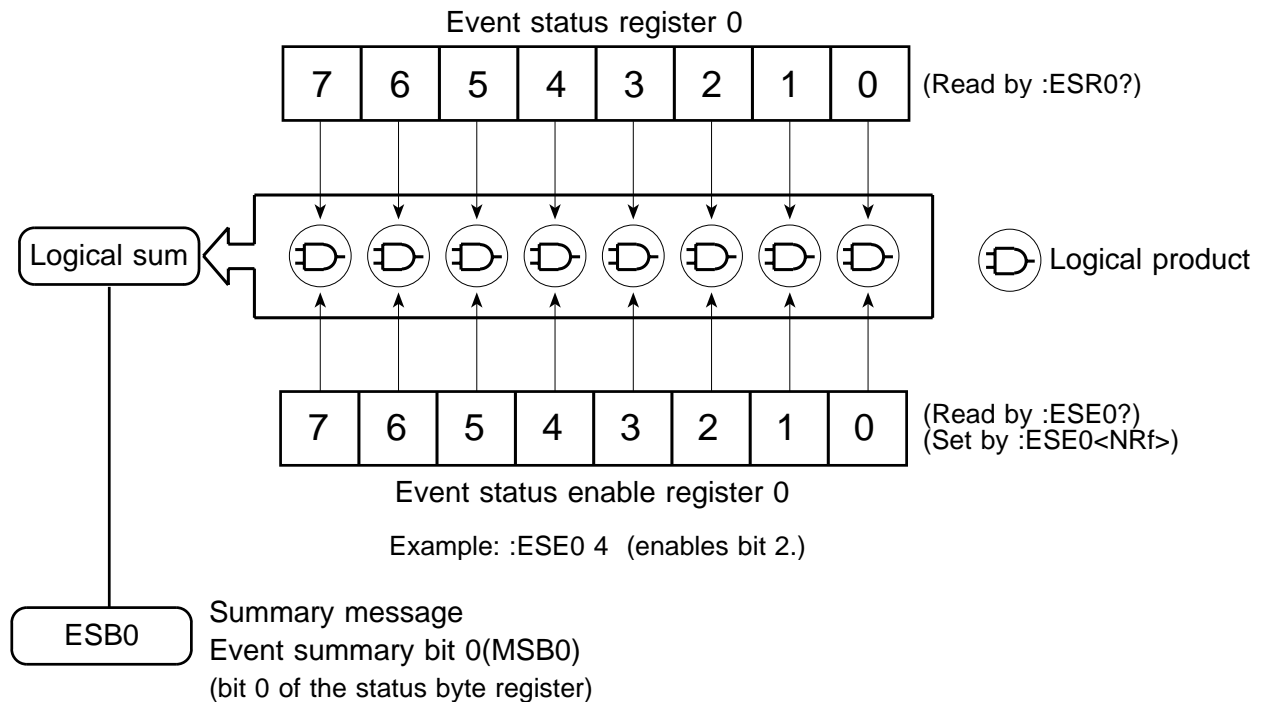 Event status register 0
7 6 5 4 3 2 1 0
(Read by :ESR0?)
Logical sum
Logical product
7 6 5 4 3 2 1 0
(Read by :ESE0?)
(Set by :ESE0<NRf>)
Event status enable register 0
Example: :ESE0 4 (enables bit 2.)
ESB0
Summary message
Event summary bit 0(MSB0)
(bit 0 of the status byte register)